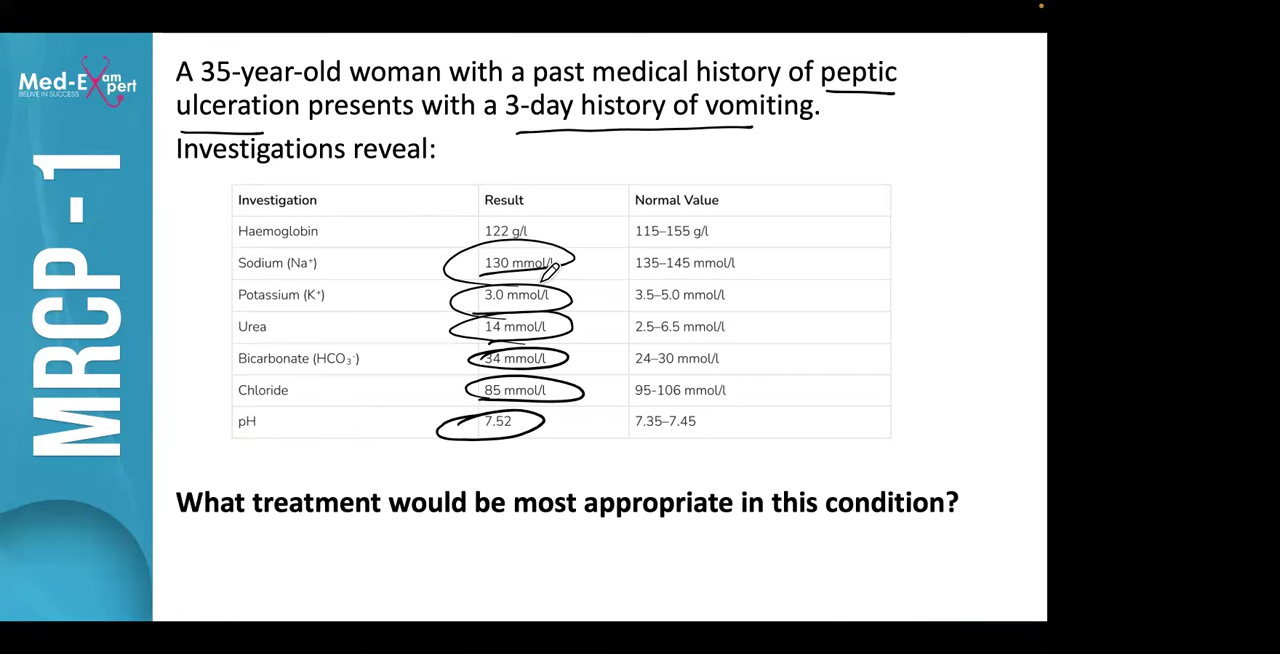 Med-Exam
pert
BELIVE IN SUCCESS
MRCP -1
A 35-year-old woman with a past medical history of peptic
ulceration presents with a 3-day history of vomiting.
Investigations reveal:
Investigation Result Normal Value
Haemoglobin 122 g/l 115–155 g/l
Sodium (Na⁺) 130 mmol/l 135–145 mmol/l
Potassium (K⁺) 3.0 mmol/l 3.5–5.0 mmol/l
Urea 14 mmol/l 2.5–6.5 mmol/l
Bicarbonate (HCO₃⁻) 34 mmol/l 24–30 mmol/l
Chloride 85 mmol/l 95-106 mmol/l
pH 7.52 7.35–7.45
What treatment would be most appropriate in this condition?